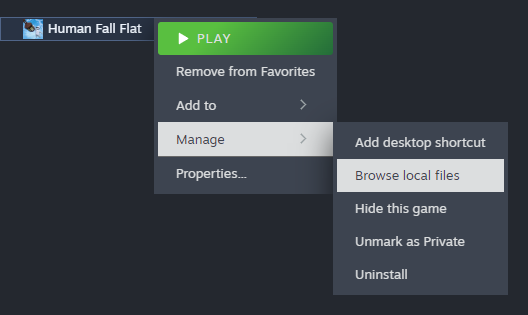 Human Fall Flat
PLAY
Remove from Favorites
Add to
Manage
Properties...
Add desktop shortcut
Browse local files
Hide this game
Unmark as Private
Uninstall